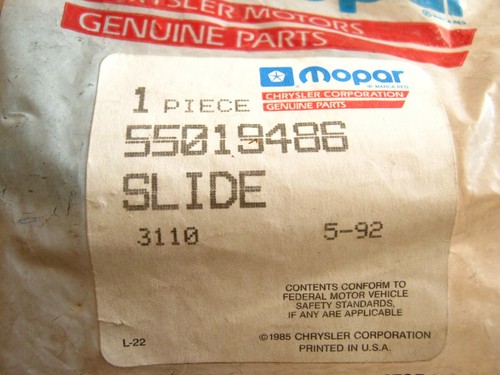 Mopar
CHRYSLER MOTORS
GENUINE PARTS
Mopar
1 PIECE
CHRYSLER CORPORATION
GENUINE PARTS
55019486
SLIDE
3110 5-92
CONTENTS CONFORM TO
FEDERAL MOTOR VEHICLE
SAFETY STANDARDS,
IF ANY ARE APPLICABLE
L-22
©1985 CHRYSLER CORPORATION
PRINTED IN U.S.A.